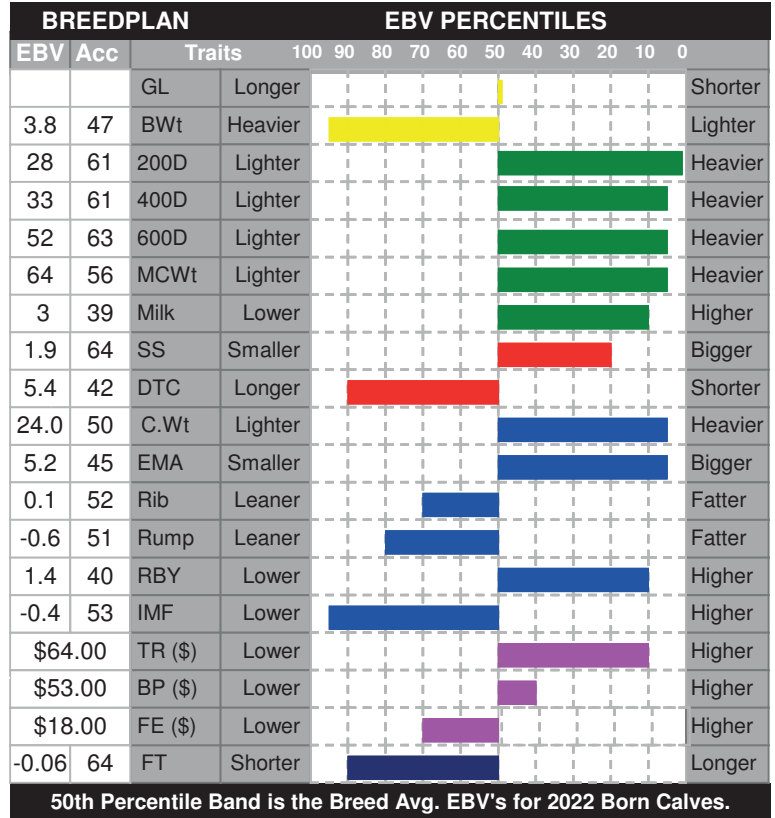 BREEDPLAN EBV PERCENTILES
EBV Acc Traits 100 90 80 70 60 50 40 30 20 10 0
GL Longer Shorter
3.8 47 BWt Heavier Lighter
28 61 200D Lighter Heavier
33 61 400D Lighter Heavier
52 63 600D Lighter Heavier
64 56 MCWt Lighter Heavier
3 39 Milk Lower Higher
1.9 64 SS Smaller Bigger
5.4 42 DTC Longer Shorter
24.0 50 C.Wt Lighter Heavier
5.2 45 EMA Smaller Bigger
0.1 52 Rib Leaner Fatter
-0.6 51 Rump Leaner Fatter
1.4 40 RBY Lower Higher
-0.4 53 IMF Lower Higher
$64.00 TR ($) Lower Higher
$53.00 BP ($) Lower Higher
$18.00 FE ($) Lower Higher
-0.06 64 FT Shorter Longer
50th Percentile Band is the Breed Avg. EBV's for 2022 Born Calves.